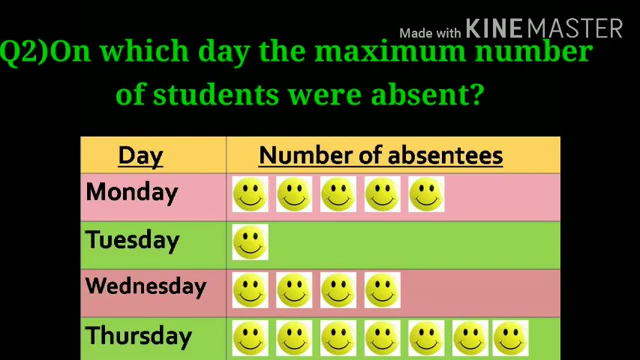 Made with KINEMASTER
Q2)On which day the maximum number
of students were absent?
Day Number of absentees
Monday
Tuesday
Wednesday
Thursday